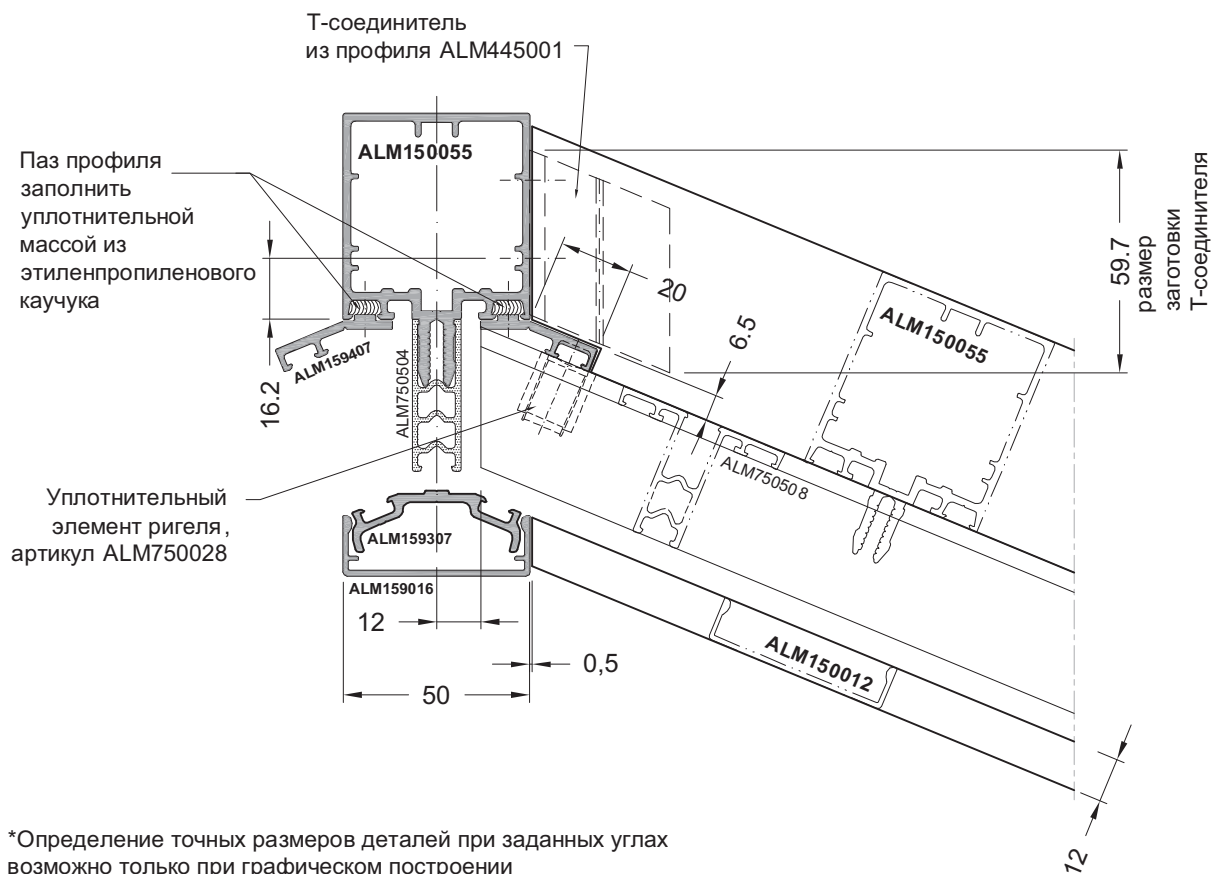 Т-соединитель
из профиля ALM445001
Паз профиля
заполнить
уплотнительной
массой из
этиленпропиленового
каучука
ALM150055
ALM159407
ALM750504
16.2
20
6.5
59.7
размер
заготовки
Т-соединителя
ALM150055
ALM750508
Уплотнительный
элемент ригеля,
артикул ALM750028
ALM159307
ALM159016
12
0,5
50
ALM150012
12
*Определение точных размеров деталей при заданных углах
возможно только при графическом построении